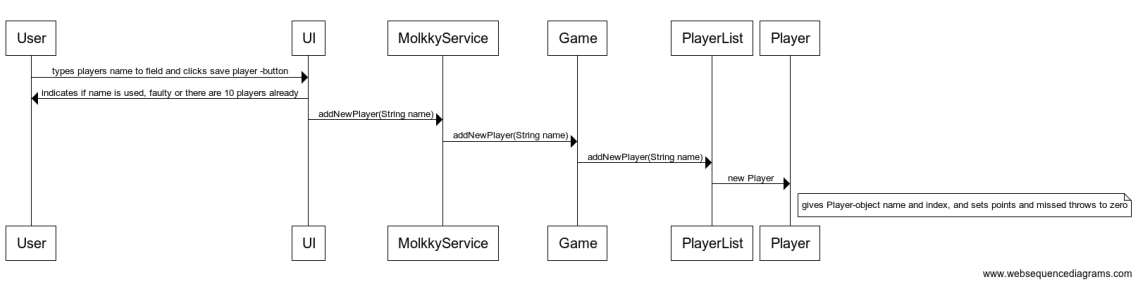 User UI MolkkyService Game PlayerList Player
types players name to field and clicks save player -button
indicates if name is used, faulty or there are 10 players already
addNewPlayer(String name)
addNewPlayer(String name)
addNewPlayer(String name)
new Player
gives Player-object name and index, and sets points and missed throws to zero
User UI MolkkyService Game PlayerList Player
www.websequencediagrams.com